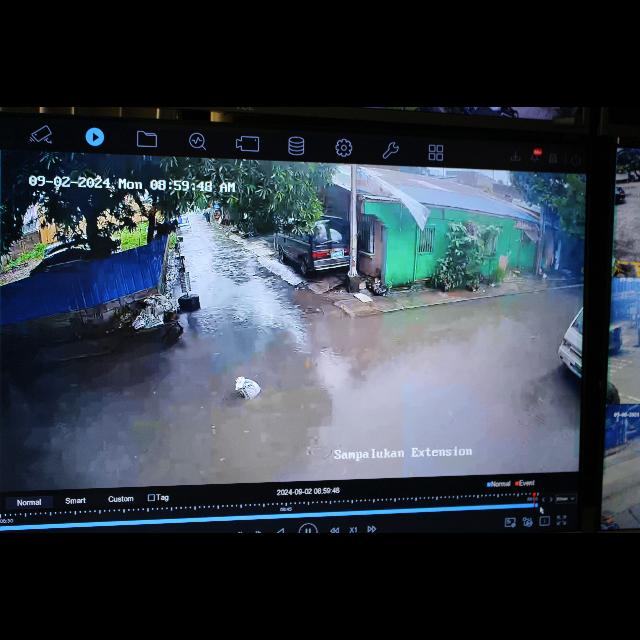 09-02-2024 Mon 08:59:48 AM
Sampalukan Extension
Normal
Smart
Custom
Tag
2024-09-02 08:59:48
Normal
Event
X1